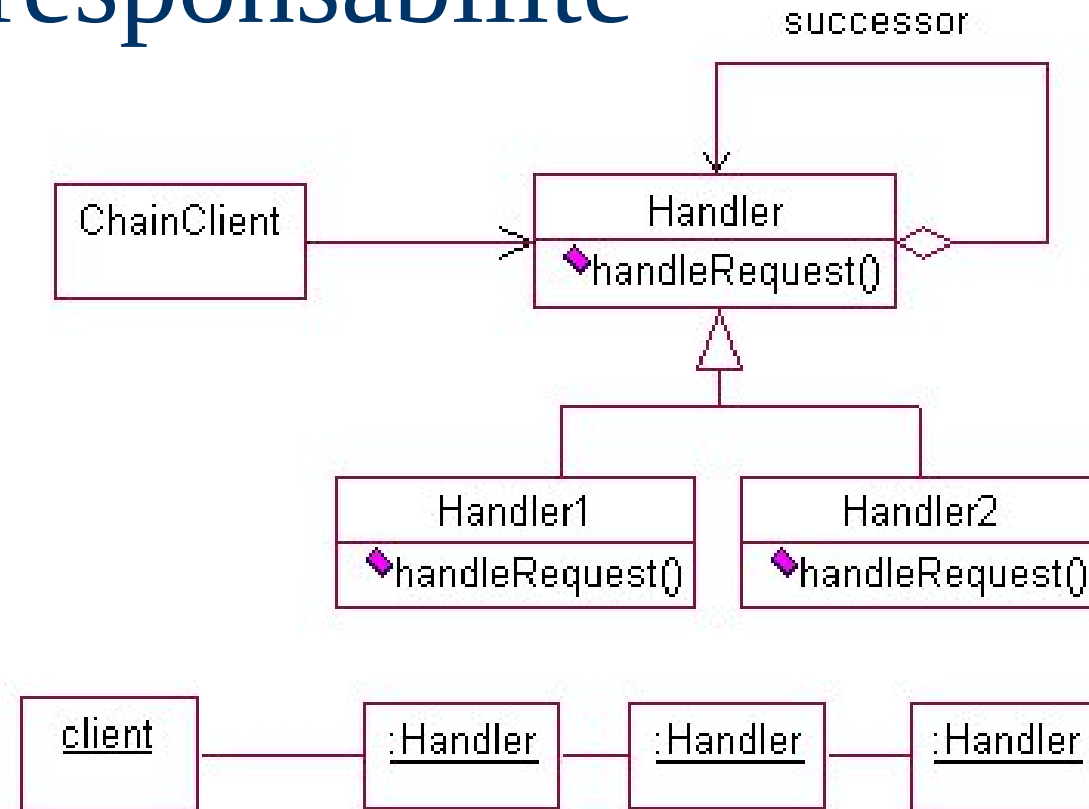 responsabilité
successor
ChainClient
Handler
handleRequest()
Handler1
handleRequest()
Handler2
handleRequest()
client
:Handler
:Handler
:Handler